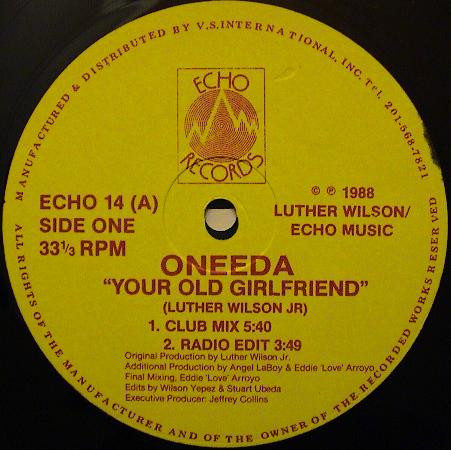 MANUFACTURED & DISTRIBUTED BY V.S.INTERNATIONAL, INC. Tel. 201-568-7821
ECHO
RECORDS
ECHO 14 (A)
SIDE ONE
33 1/3 RPM
© ℗ 1988
LUTHER WILSON/
ECHO MUSIC
ONEEDA
"YOUR OLD GIRLFRIEND"
(LUTHER WILSON JR)
1. CLUB MIX 5:40
2. RADIO EDIT 3:49
Original Production by Luther Wilson Jr.
Additional Production by Angel LaBoy & Eddie 'Love' Arroyo
Final Mixing, Eddie 'Love' Arroyo
Edits by Wilson Yepez & Stuart Ubeda
Executive Producer: Jeffrey Collins
ALL RIGHTS OF THE MANUFACTURER AND OF THE OWNER OF THE RECORDED WORKS RESERVED